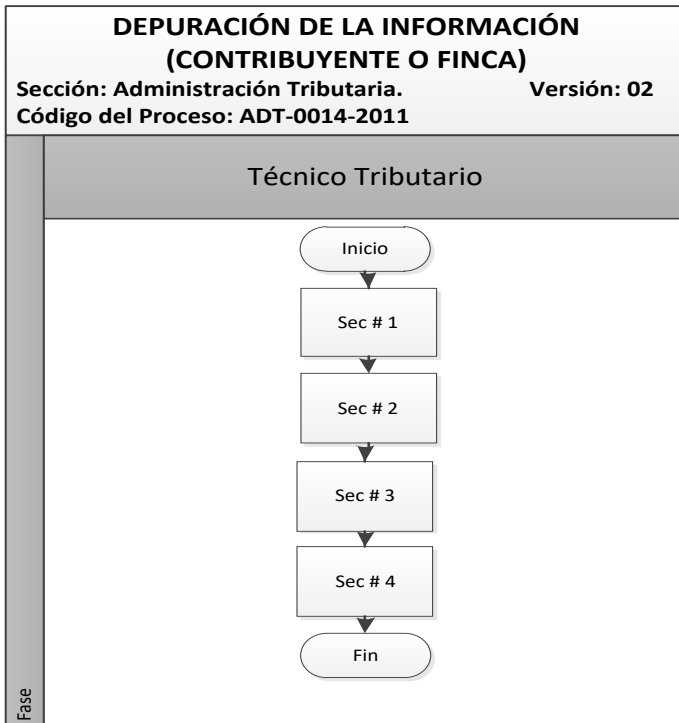 DEPURACIÓN DE LA INFORMACIÓN
(CONTRIBUYENTE O FINCA)
Sección: Administración Tributaria. Versión: 02
Código del Proceso: ADT-0014-2011
Técnico Tributario
Inicio
Sec # 1
Sec # 2
Sec # 3
Sec # 4
Fin
Fase